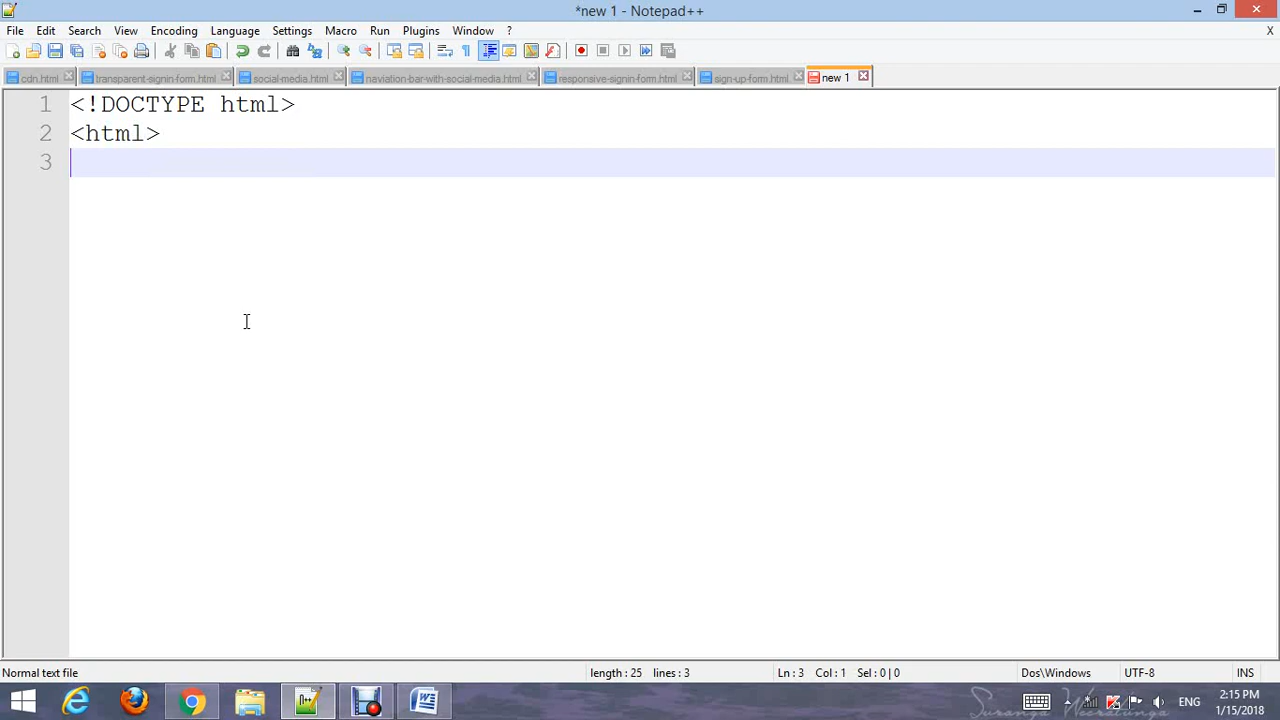 *new 1 - Notepad++
File Edit Search View Encoding Language Settings Macro Run Plugins Window ? X
cdn.html transparent-signin-form.html social-media.html naviation-bar-with-social-media.html responsive-signin-form.html sign-up-form.html new 1
1 <!DOCTYPE html>
2 <html>
3
Normal text file length : 25 lines : 3 Ln : 3 Col : 1 Sel : 0 | 0 Dos\Windows UTF-8 INS
Suranga Weeratunga ENG 2:15 PM
1/15/2018